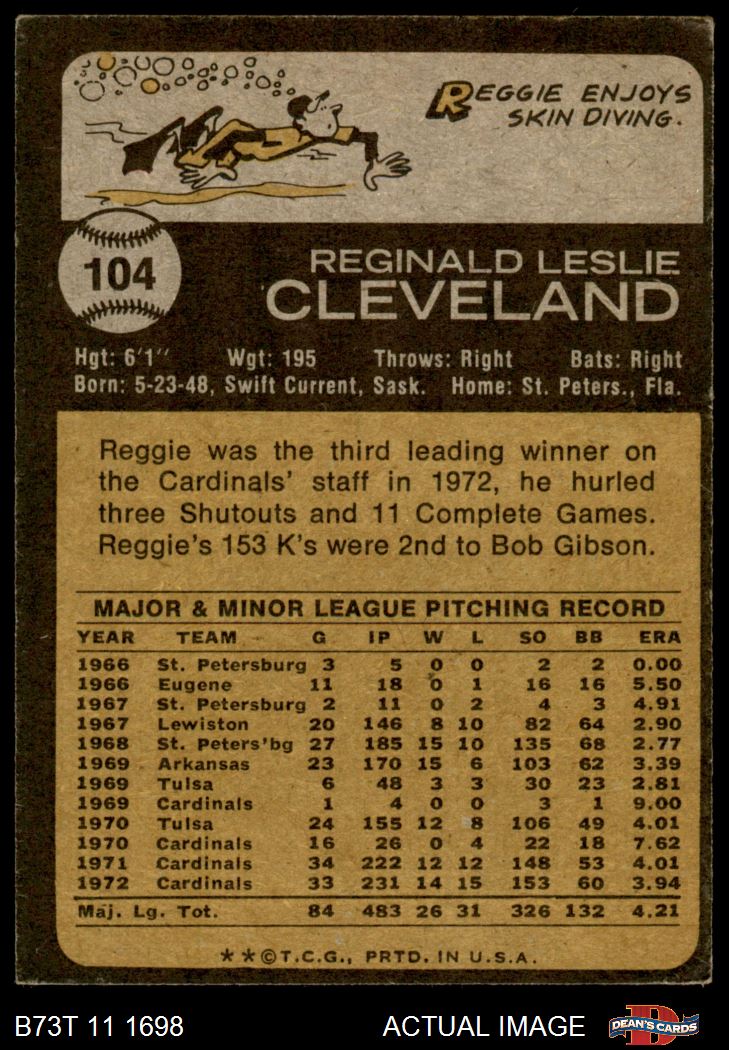 REGGIE ENJOYS
SKIN DIVING.
104
REGINALD LESLIE
CLEVELAND
Hgt: 6'1" Wgt: 195 Throws: Right Bats: Right
Born: 5-23-48, Swift Current, Sask. Home: St. Peters., Fla.
Reggie was the third leading winner on
the Cardinals' staff in 1972, he hurled
three Shutouts and 11 Complete Games.
Reggie's 153 K's were 2nd to Bob Gibson.
MAJOR & MINOR LEAGUE PITCHING RECORD
YEAR TEAM G IP W L SO BB ERA
1966 St. Petersburg 3 5 0 0 2 2 0.00
1966 Eugene 11 18 0 1 16 16 5.50
1967 St. Petersburg 2 11 0 2 4 3 4.91
1967 Lewiston 20 146 8 10 82 64 2.90
1968 St. Peters'bg 27 185 15 10 135 68 2.77
1969 Arkansas 23 170 15 6 103 62 3.39
1969 Tulsa 6 48 3 3 30 23 2.81
1969 Cardinals 1 4 0 0 3 1 9.00
1970 Tulsa 24 155 12 8 106 49 4.01
1970 Cardinals 16 26 0 4 22 18 7.62
1971 Cardinals 34 222 12 12 148 53 4.01
1972 Cardinals 33 231 14 15 153 60 3.94
Maj. Lg. Tot. 84 483 26 31 326 132 4.21
**©T.C.G., PRTD. IN U.S.A.
B73T 11 1698 ACTUAL IMAGE DEAN'S CARDS